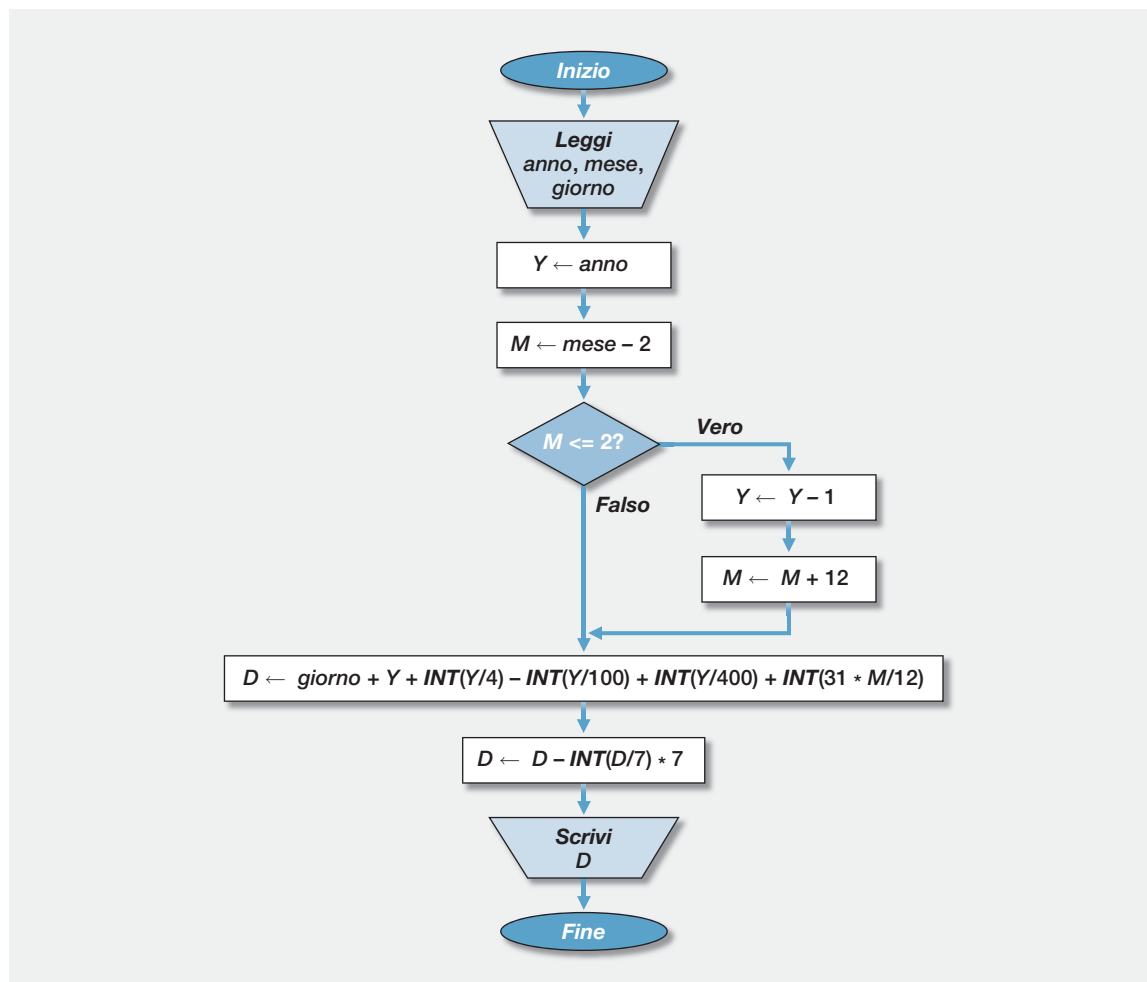 Inizio
Leggi
anno, mese,
giorno
Y ← anno
M ← mese – 2
M <= 2?
Vero
Falso
Y ← Y – 1
M ← M + 12
D ← giorno + Y + INT(Y/4) – INT(Y/100) + INT(Y/400) + INT(31 * M/12)
D ← D – INT(D/7) * 7
Scrivi
D
Fine